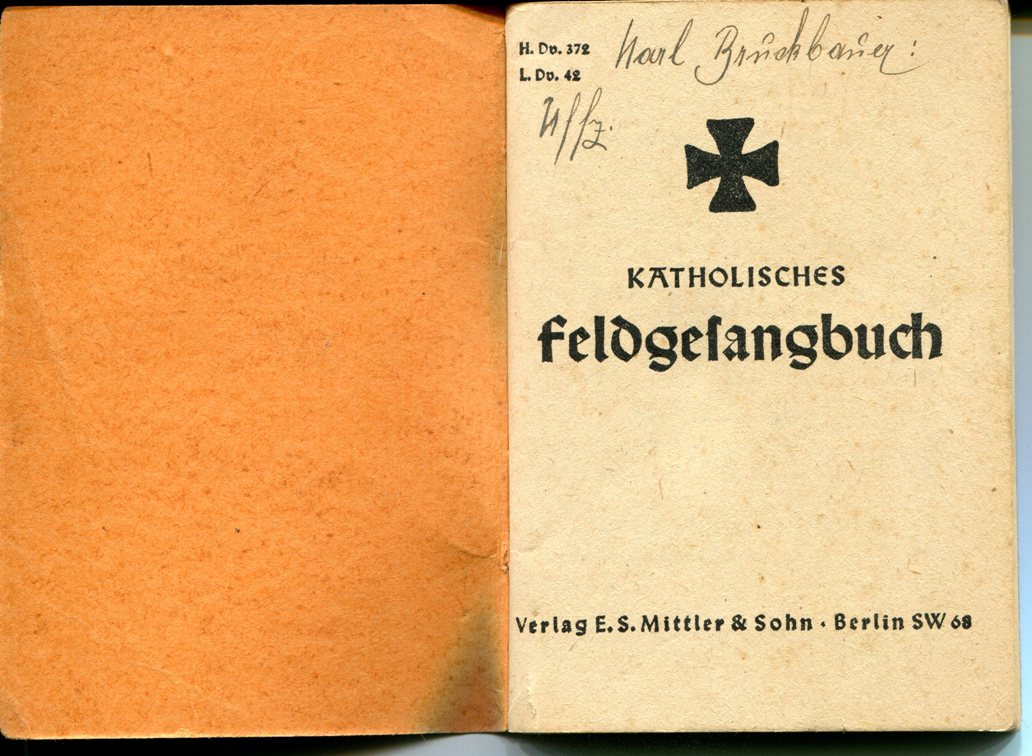 H. Dv. 372
L. Dv. 42
Karl Bruckbauer:
Uffz.
KATHOLISCHES
Feldgesangbuch
Verlag E. S. Mittler & Sohn · Berlin SW 68